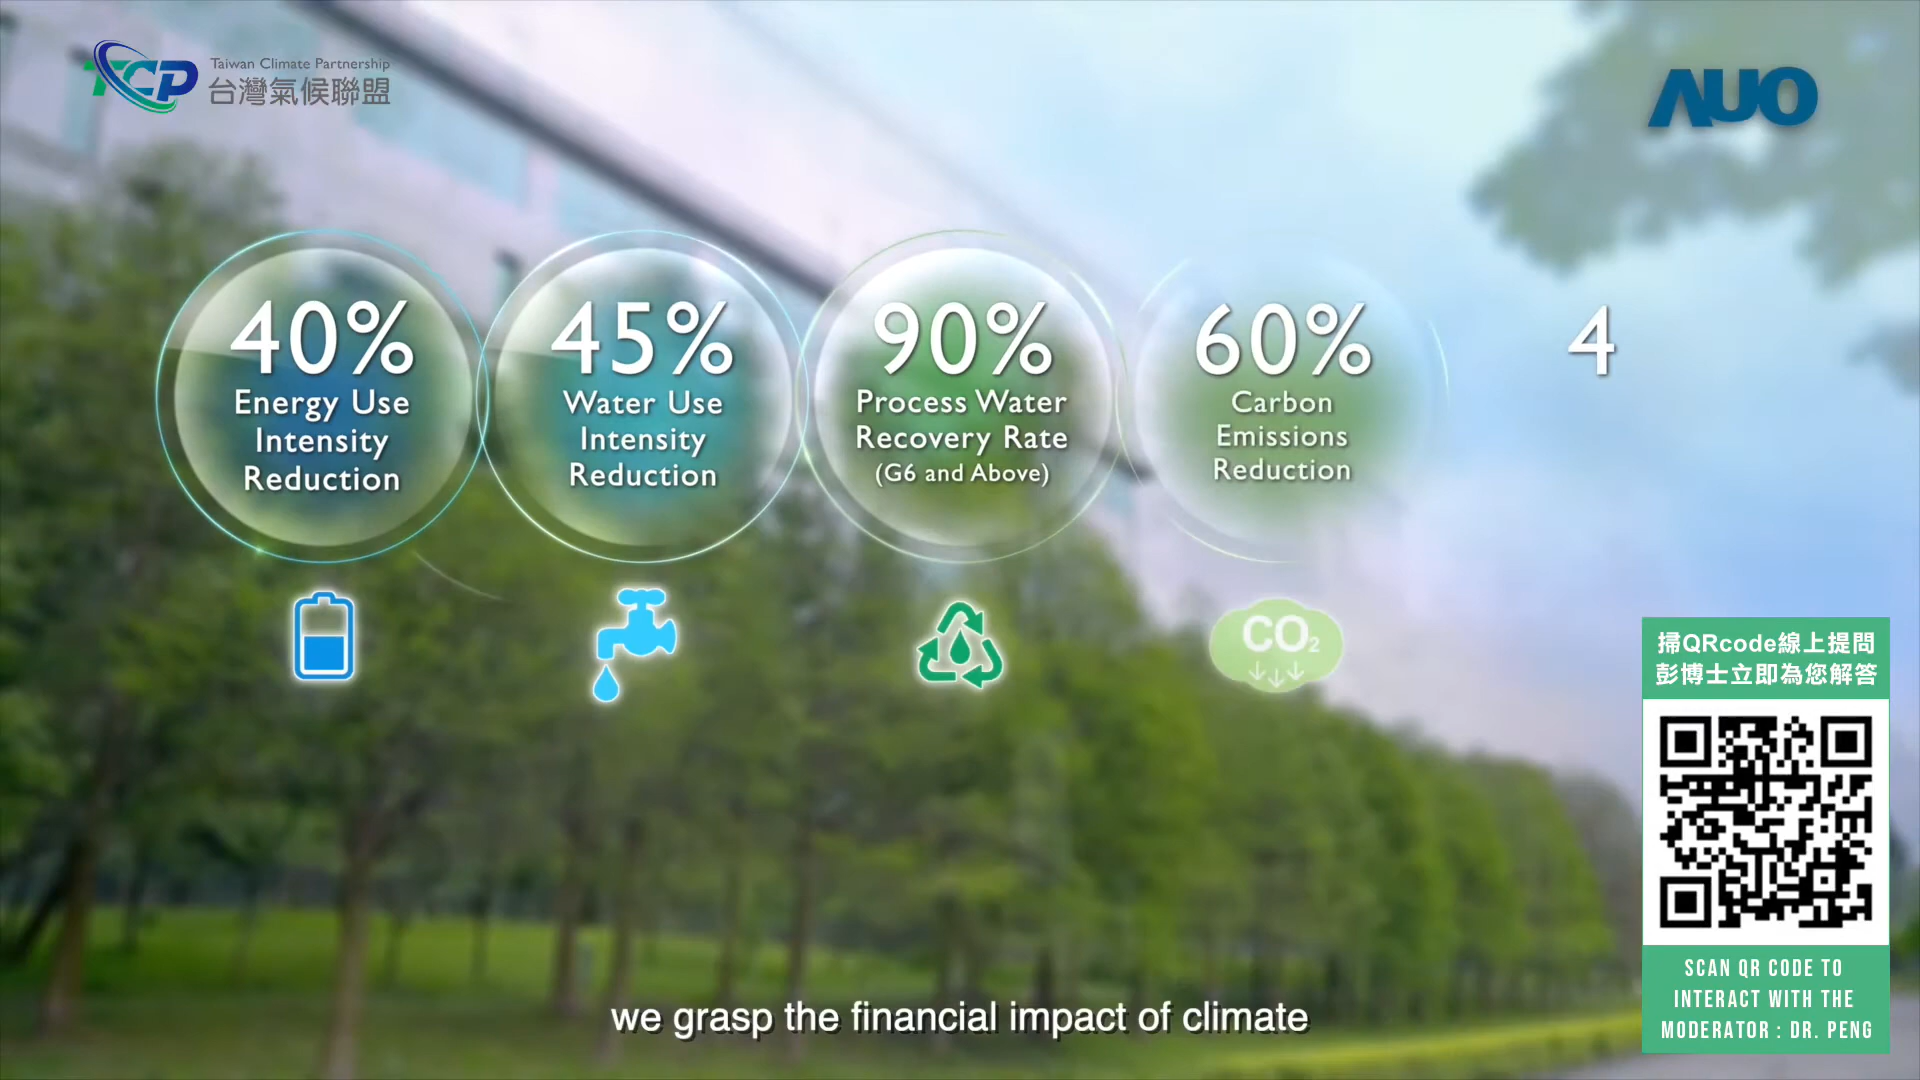 TCP
Taiwan Climate Partnership
台灣氣候聯盟
AUO
40%
Energy Use
Intensity
Reduction
45%
Water Use
Intensity
Reduction
90%
Process Water
Recovery Rate
(G6 and Above)
60%
Carbon
Emissions
Reduction
4
CO₂
掃QRcode線上提問
彭博士立即為您解答
SCAN QR CODE TO
INTERACT WITH THE
MODERATOR : DR. PENG
we grasp the financial impact of climate